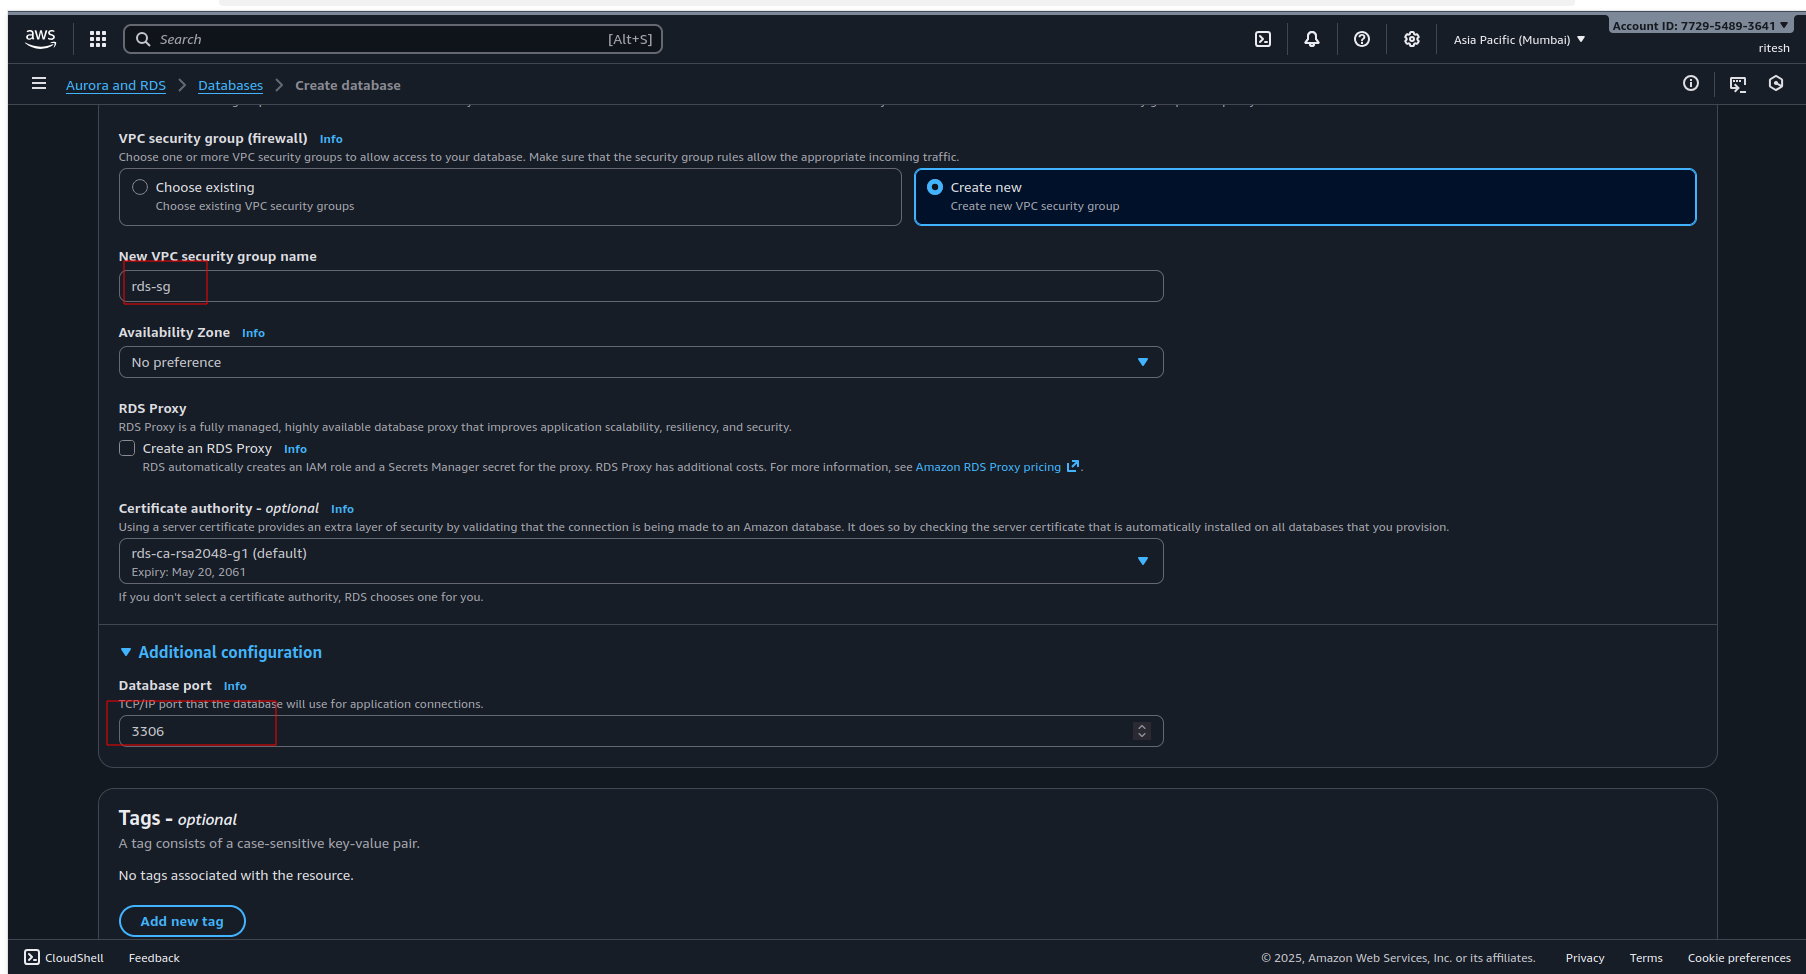 aws
Search
[Alt+S]
Asia Pacific (Mumbai)
Account ID: 7729-5489-3641
ritesh
Aurora and RDS
Databases
Create database
VPC security group (firewall) Info
Choose one or more VPC security groups to allow access to your database. Make sure that the security group rules allow the appropriate incoming traffic.
Choose existing
Choose existing VPC security groups
Create new
Create new VPC security group
New VPC security group name
rds-sg
Availability Zone Info
No preference
RDS Proxy
RDS Proxy is a fully managed, highly available database proxy that improves application scalability, resiliency, and security.
Create an RDS Proxy Info
RDS automatically creates an IAM role and a Secrets Manager secret for the proxy. RDS Proxy has additional costs. For more information, see Amazon RDS Proxy pricing .
Certificate authority - optional Info
Using a server certificate provides an extra layer of security by validating that the connection is being made to an Amazon database. It does so by checking the server certificate that is automatically installed on all databases that you provision.
rds-ca-rsa2048-g1 (default)
Expiry: May 20, 2061
If you don't select a certificate authority, RDS chooses one for you.
Additional configuration
Database port Info
TCP/IP port that the database will use for application connections.
3306
Tags - optional
A tag consists of a case-sensitive key-value pair.
No tags associated with the resource.
Add new tag
CloudShell
Feedback
© 2025, Amazon Web Services, Inc. or its affiliates.
Privacy
Terms
Cookie preferences